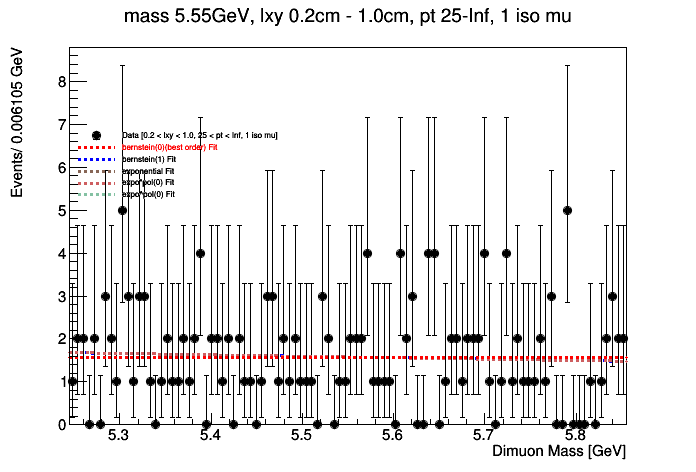 mass 5.55GeV, lxy 0.2cm - 1.0cm, pt 25-Inf, 1 iso mu
Events/ 0.006105 GeV
8
7
6
5
4
3
2
1
0
Data [0.2 < lxy < 1.0, 25 < pt < Inf, 1 iso mu]
bernstein(0)(best order) Fit
bernstein(1) Fit
exponential Fit
expo*pol(0) Fit
expo*pol(0) Fit
5.3 5.4 5.5 5.6 5.7 5.8
Dimuon Mass [GeV]